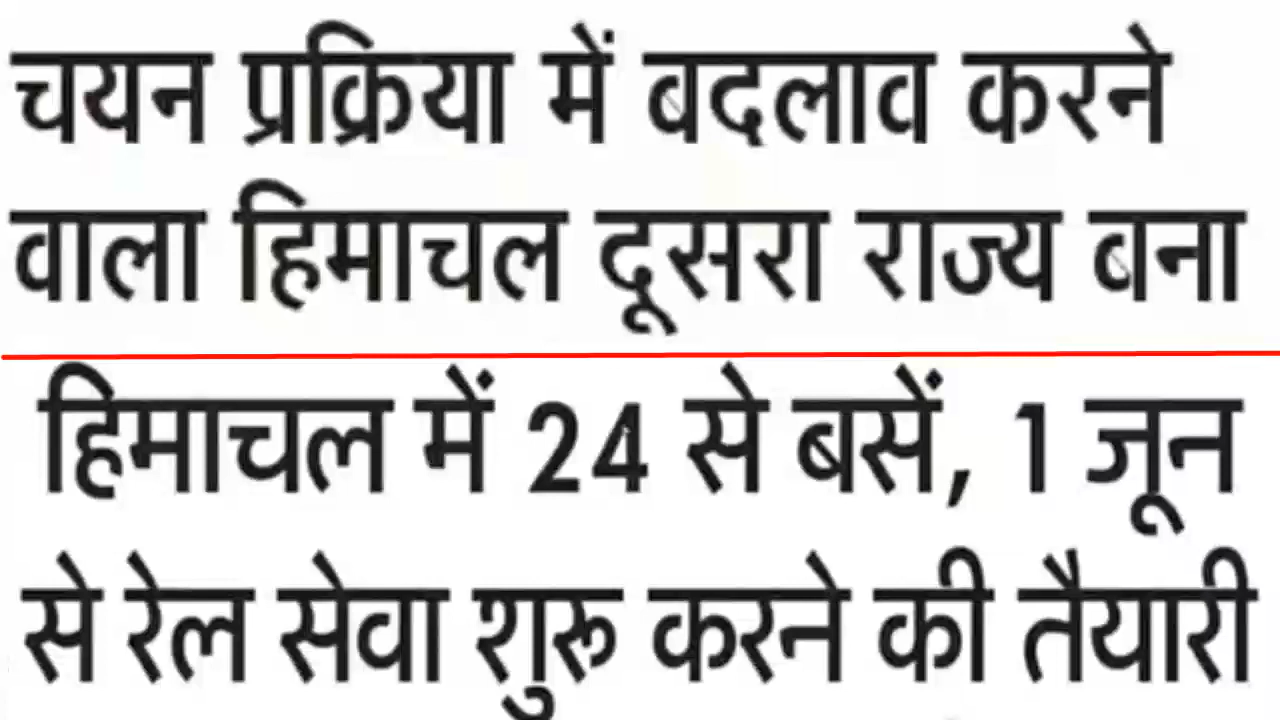 चयन प्रक्रिया में बदलाव करने
वाला हिमाचल दूसरा राज्य बना
हिमाचल में 24 से बसें, 1 जून
से रेल सेवा शुरू करने की तैयारी